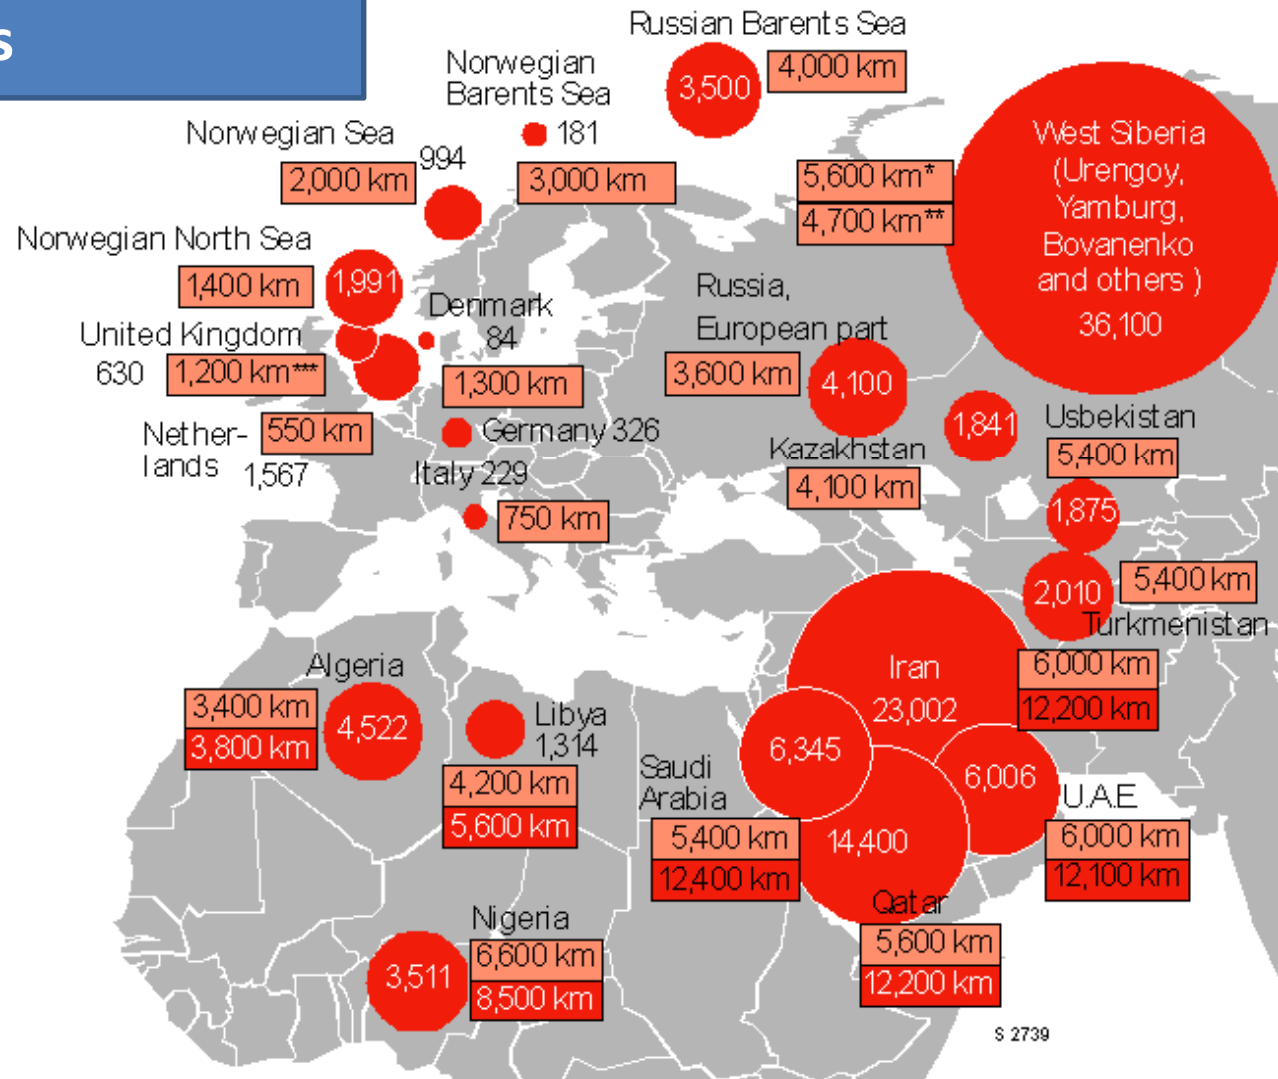 s
Russian Barents Sea
3,500
4,000 km
Norwegian
Barents Sea
181
3,000 km
Norwegian Sea
994
2,000 km
West Siberia
(Urengoy,
Yamburg,
Bovanenko
and others )
36,100
5,600 km*
4,700 km**
Norwegian North Sea
1,400 km
1,991
Denmark
84
1,300 km
United Kingdom
630
1,200 km***
Russia,
European part
3,600 km
4,100
Nether-
lands
550 km
1,567
Germany 326
Italy 229
750 km
Kazakhstan
4,100 km
1,841
Usbekistan
5,400 km
1,875
2,010
5,400 km
Turkmenistan
Iran
23,002
6,000 km
12,200 km
Algeria
3,400 km
3,800 km
4,522
Libya
1,314
4,200 km
5,600 km
Saudi
Arabia
6,345
5,400 km
12,400 km
6,006
U.A.E
6,000 km
12,100 km
14,400
Qatar
5,600 km
12,200 km
Nigeria
3,511
6,600 km
8,500 km
S 2739